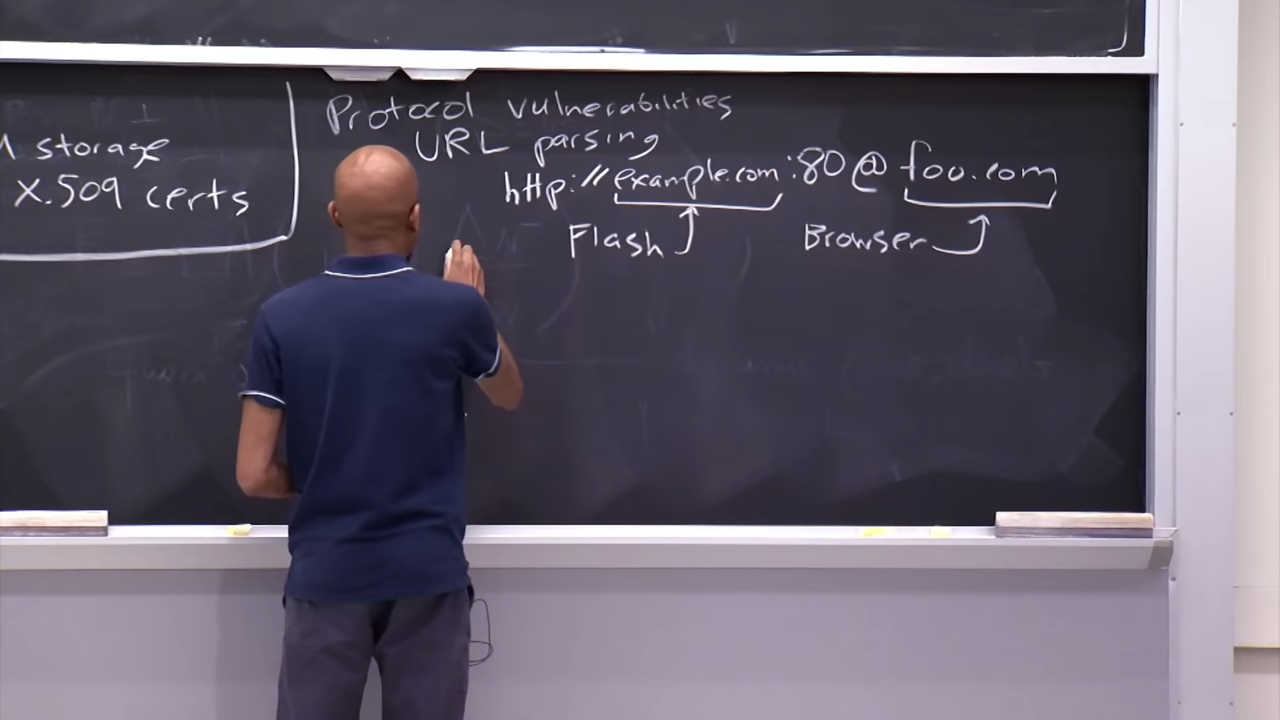 storage
X.509 certs
Protocol vulnerabilities
URL parsing
http://example.com:80@foo.com
Flash
Browser